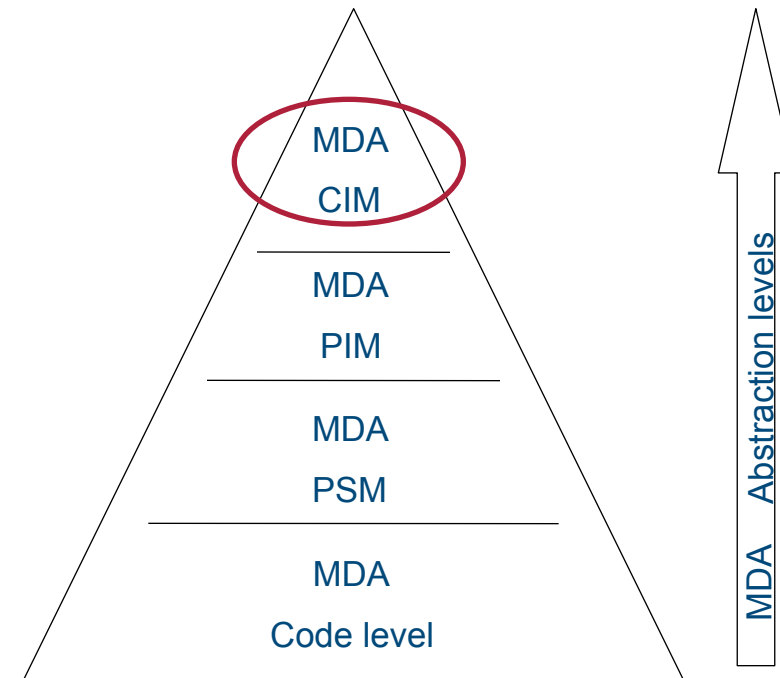 MDA
CIM
MDA
PIM
MDA
PSM
MDA
Code level
MDA Abstraction levels